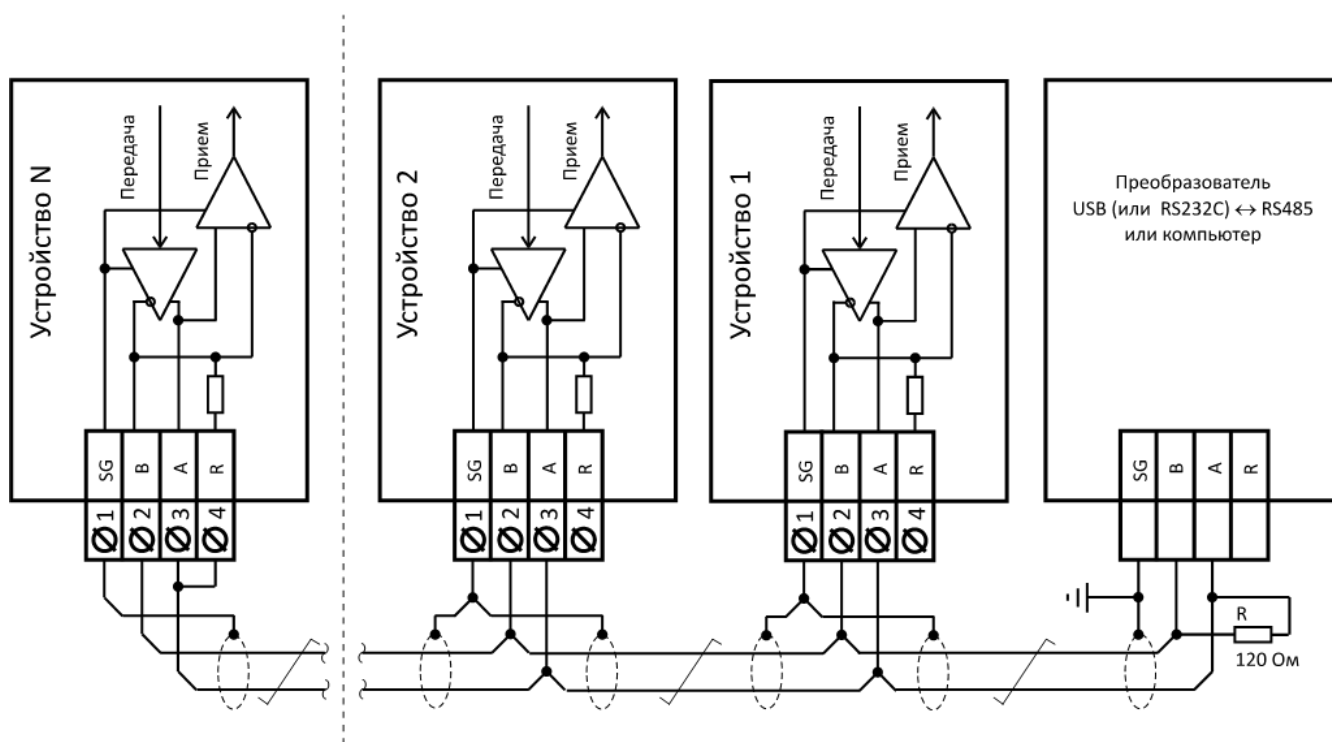 Устройство N
Передача
Прием
SG
B
A
R
1
2
3
4
Устройство 2
Передача
Прием
SG
B
A
R
1
2
3
4
Устройство 1
Передача
Прием
SG
B
A
R
1
2
3
4
Преобразователь
USB (или RS232C) ↔ RS485
или компьютер
SG
B
A
R
R
120 Ом